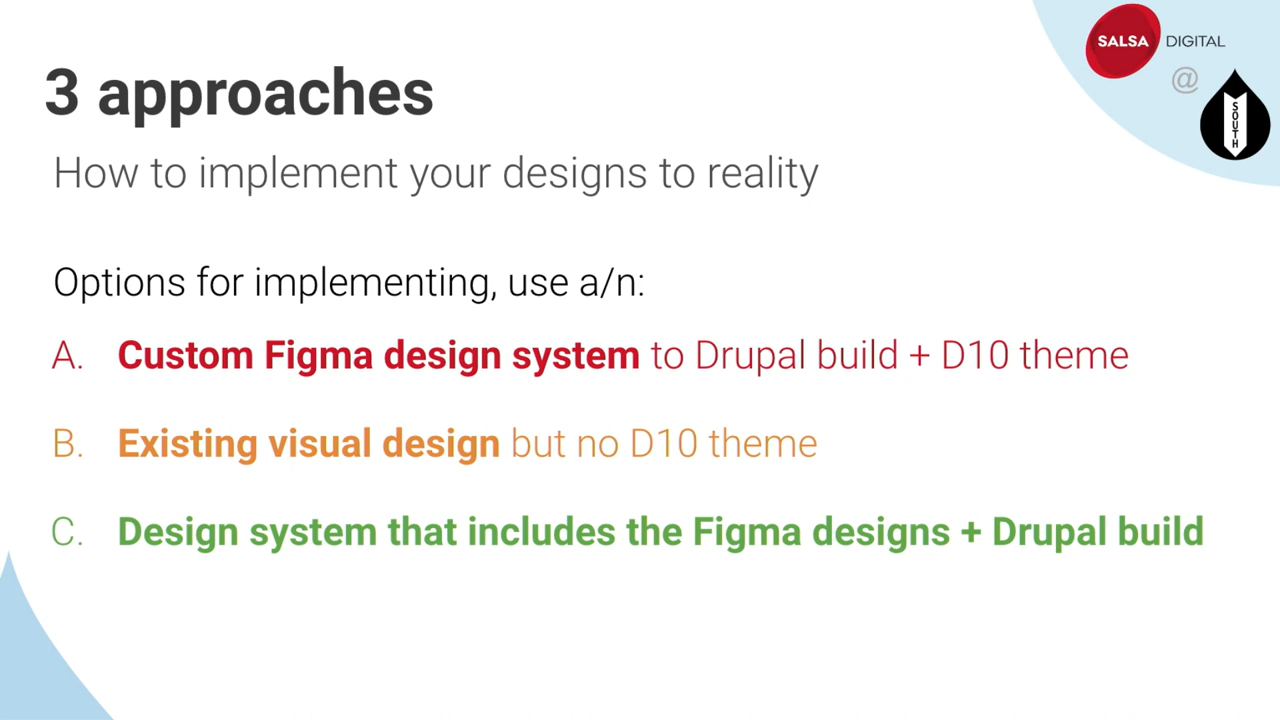 SALSA DIGITAL
@
SOUTH
3 approaches
How to implement your designs to reality
Options for implementing, use a/n:
A. Custom Figma design system to Drupal build + D10 theme
B. Existing visual design but no D10 theme
C. Design system that includes the Figma designs + Drupal build